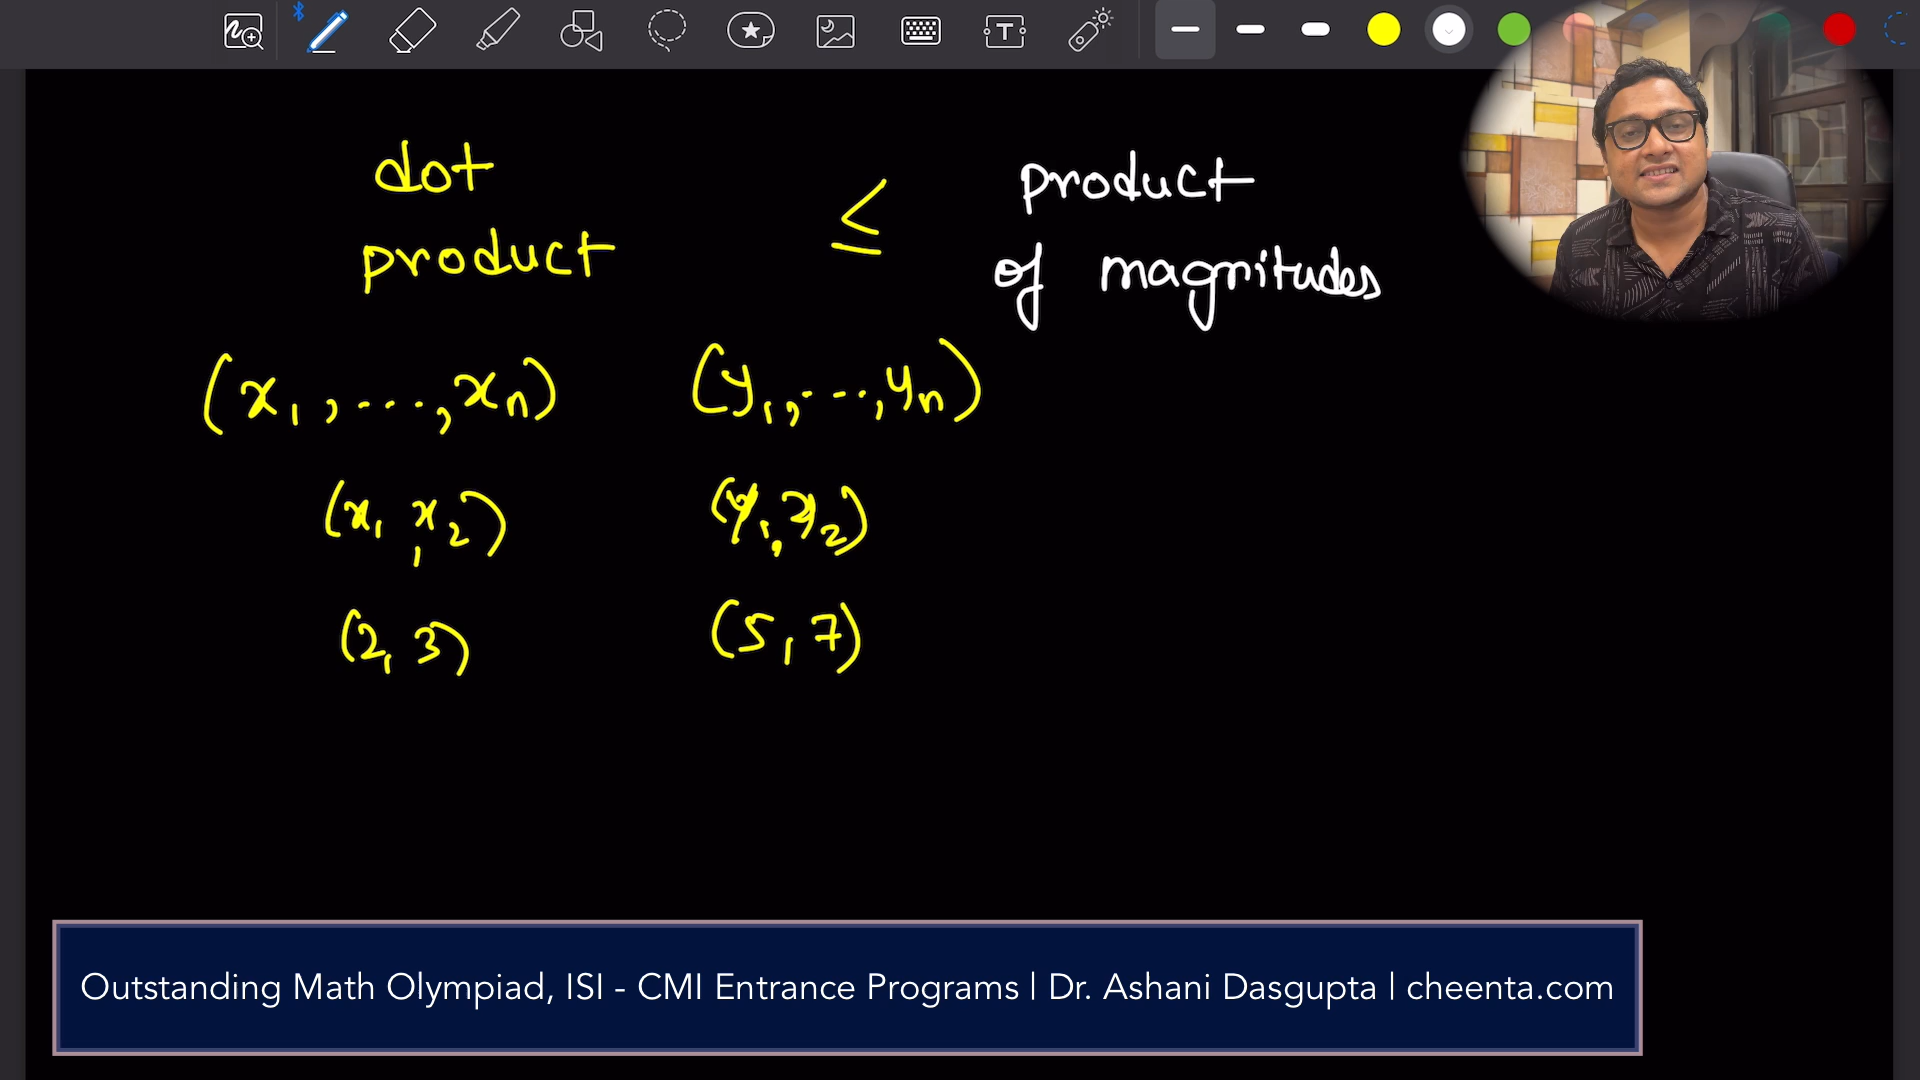 dot
product
≤
product
of magnitudes
(x₁, ..., xₙ) (y₁, ..., yₙ)
(x₁, x₂) (y₁, y₂)
(2, 3) (5, 7)
Outstanding Math Olympiad, ISI - CMI Entrance Programs | Dr. Ashani Dasgupta | cheenta.com